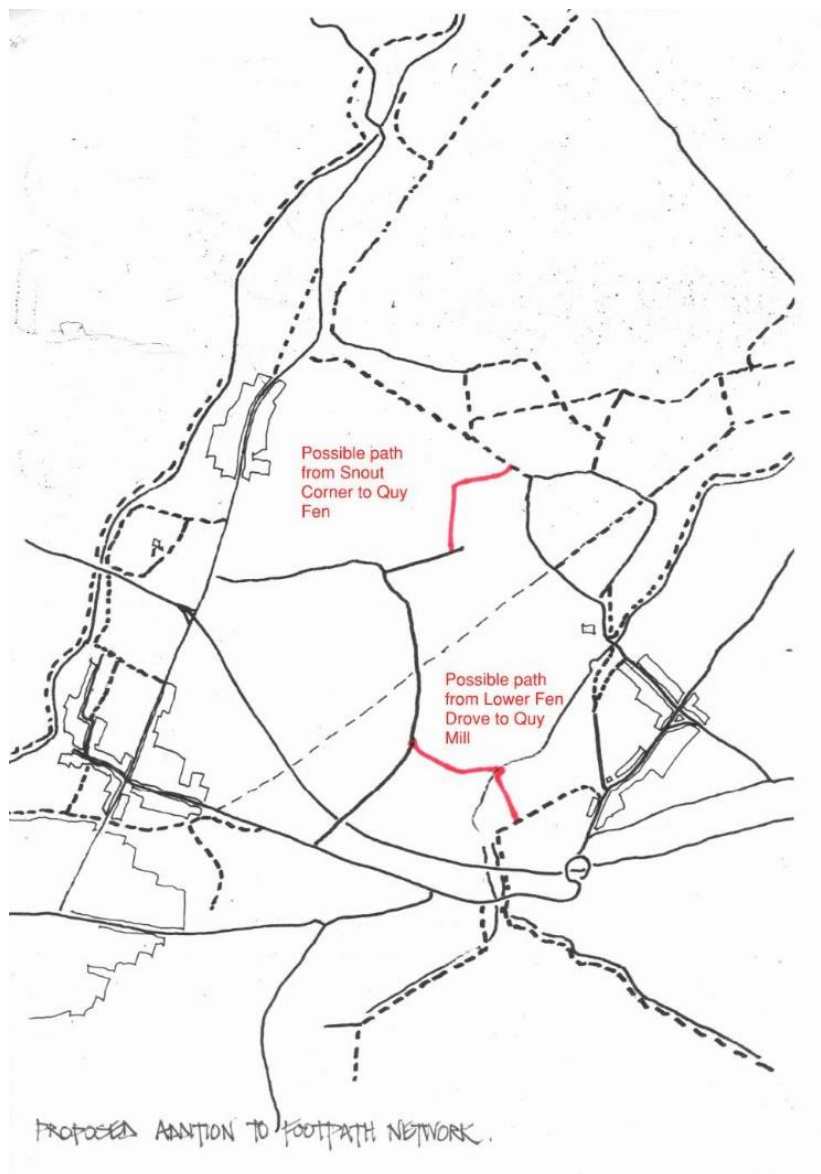 Possible path
from Snout
Corner to Quy
Fen
Possible path
from Lower Fen
Drove to Quy
Mill
PROPOSED ADDITION TO FOOTPATH NETWORK.